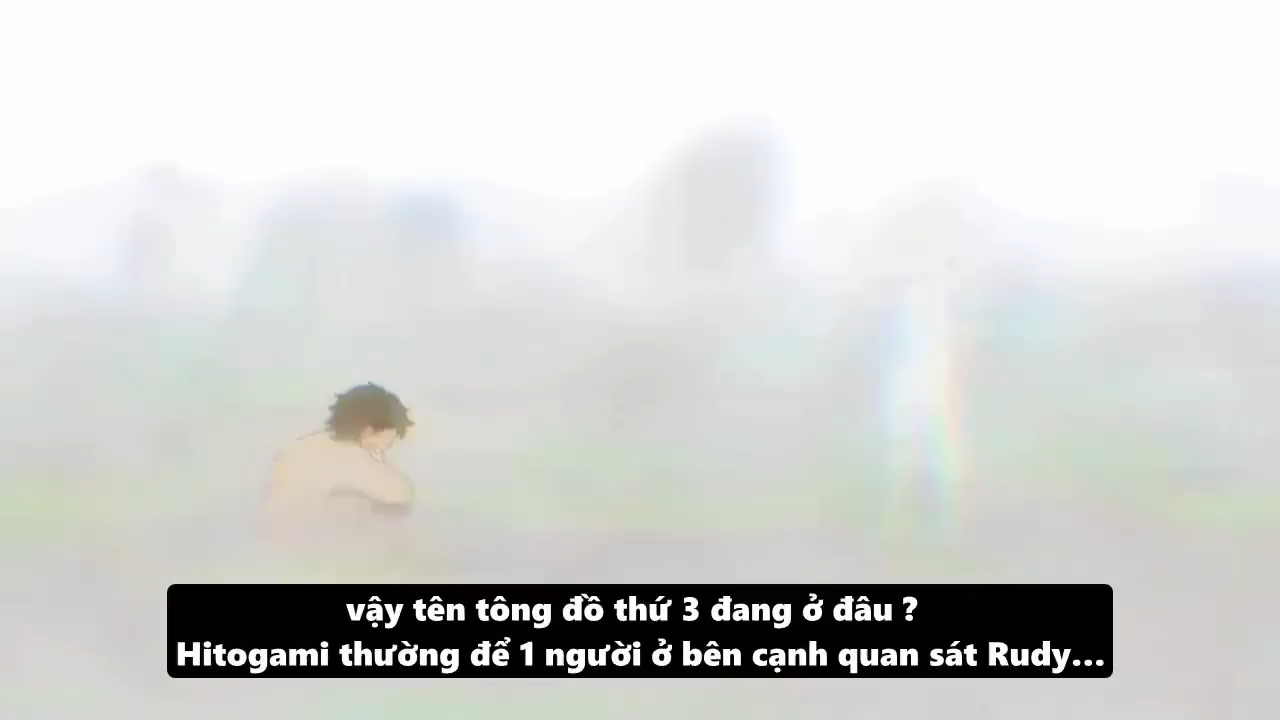 vậy tên tông đồ thứ 3 đang ở đâu ?
Hitogami thường để 1 người ở bên cạnh quan sát Rudy...